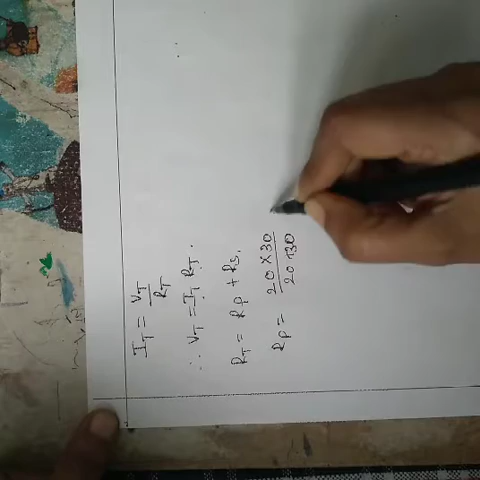 I_T = V_T / R_T
∴ V_T = I_T R_T .
R_T = R_P + R_S .
R_P = 20 X 30 / 20 + 30